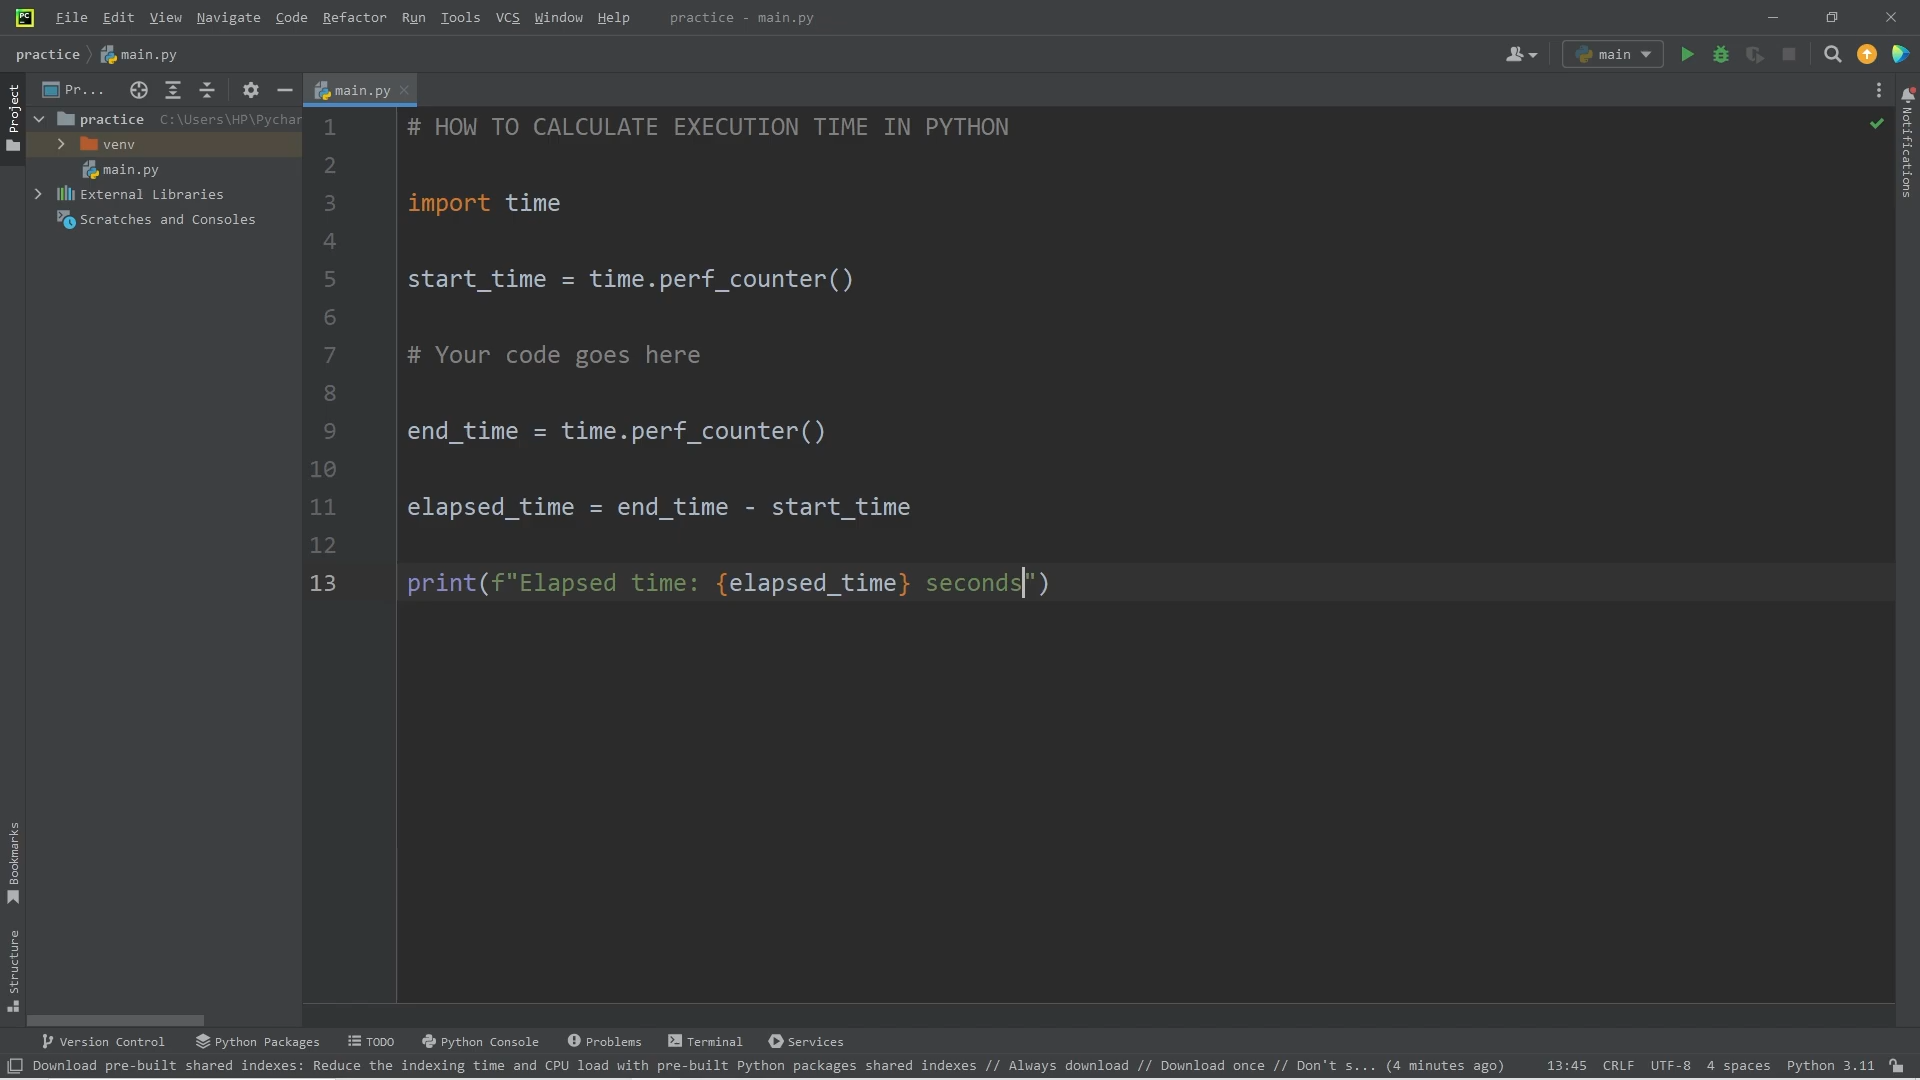 PC
File Edit View Navigate Code Refactor Run Tools VCS Window Help practice - main.py
practice main.py main
Project
Pr...
main.py
practice C:\Users\HP\Pychar
venv
main.py
External Libraries
Scratches and Consoles
1 # HOW TO CALCULATE EXECUTION TIME IN PYTHON
2
3 import time
4
5 start_time = time.perf_counter()
6
7 # Your code goes here
8
9 end_time = time.perf_counter()
10
11 elapsed_time = end_time - start_time
12
13 print(f"Elapsed time: {elapsed_time} seconds")
Notifications
Bookmarks
Structure
Version Control Python Packages TODO Python Console Problems Terminal Services
Download pre-built shared indexes: Reduce the indexing time and CPU load with pre-built Python packages shared indexes // Always download // Download once // Don't s... (4 minutes ago) 13:45 CRLF UTF-8 4 spaces Python 3.11